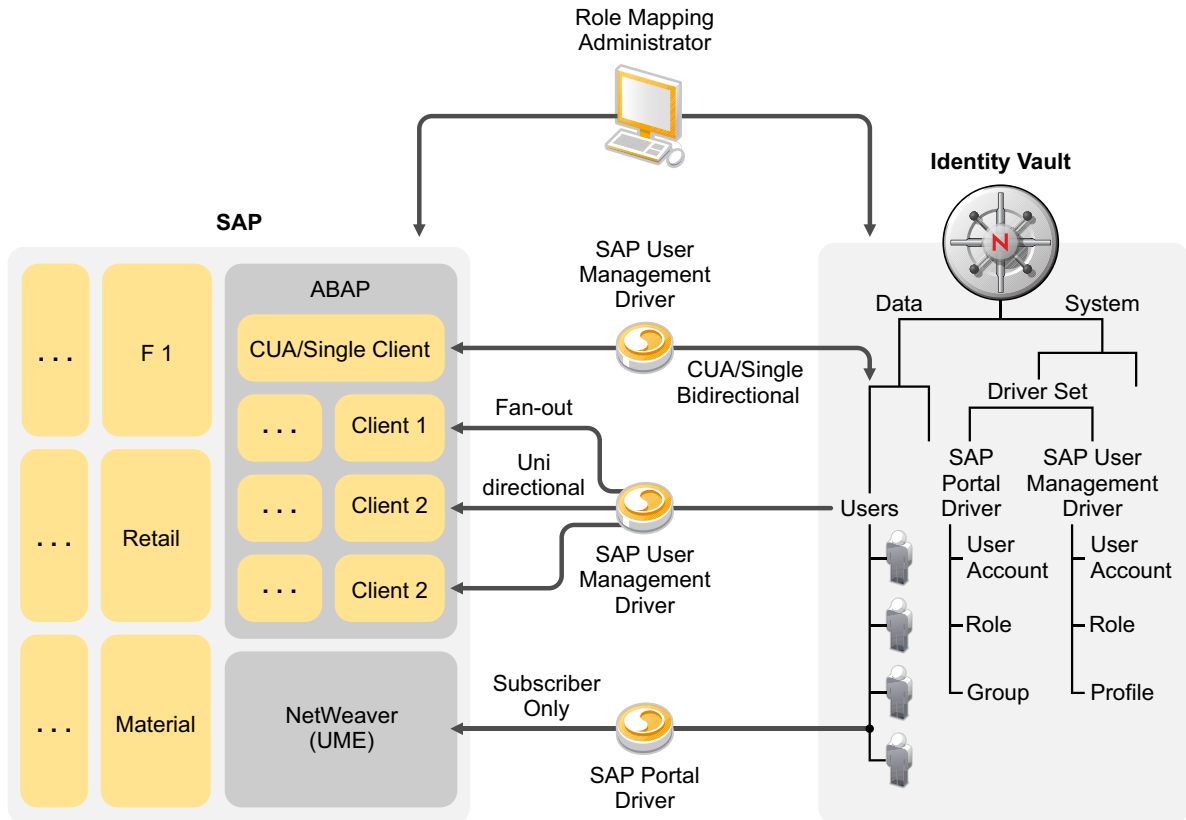 Role Mapping
Administrator
Identity Vault
N
SAP
SAP User
Management
Driver
Data
System
ABAP
. . .
F 1
CUA/Single Client
CUA/Single
Bidirectional
Driver Set
Fan-out
. . .
Client 1
Uni
directional
SAP
Portal
Driver
SAP User
Management
Driver
. . .
Retail
. . .
Client 2
Users
SAP User
Management
Driver
User
Account
User
Account
. . .
Client 2
Role
Role
. . .
Material
NetWeaver
(UME)
Subscriber
Only
Group
Profile
SAP Portal
Driver